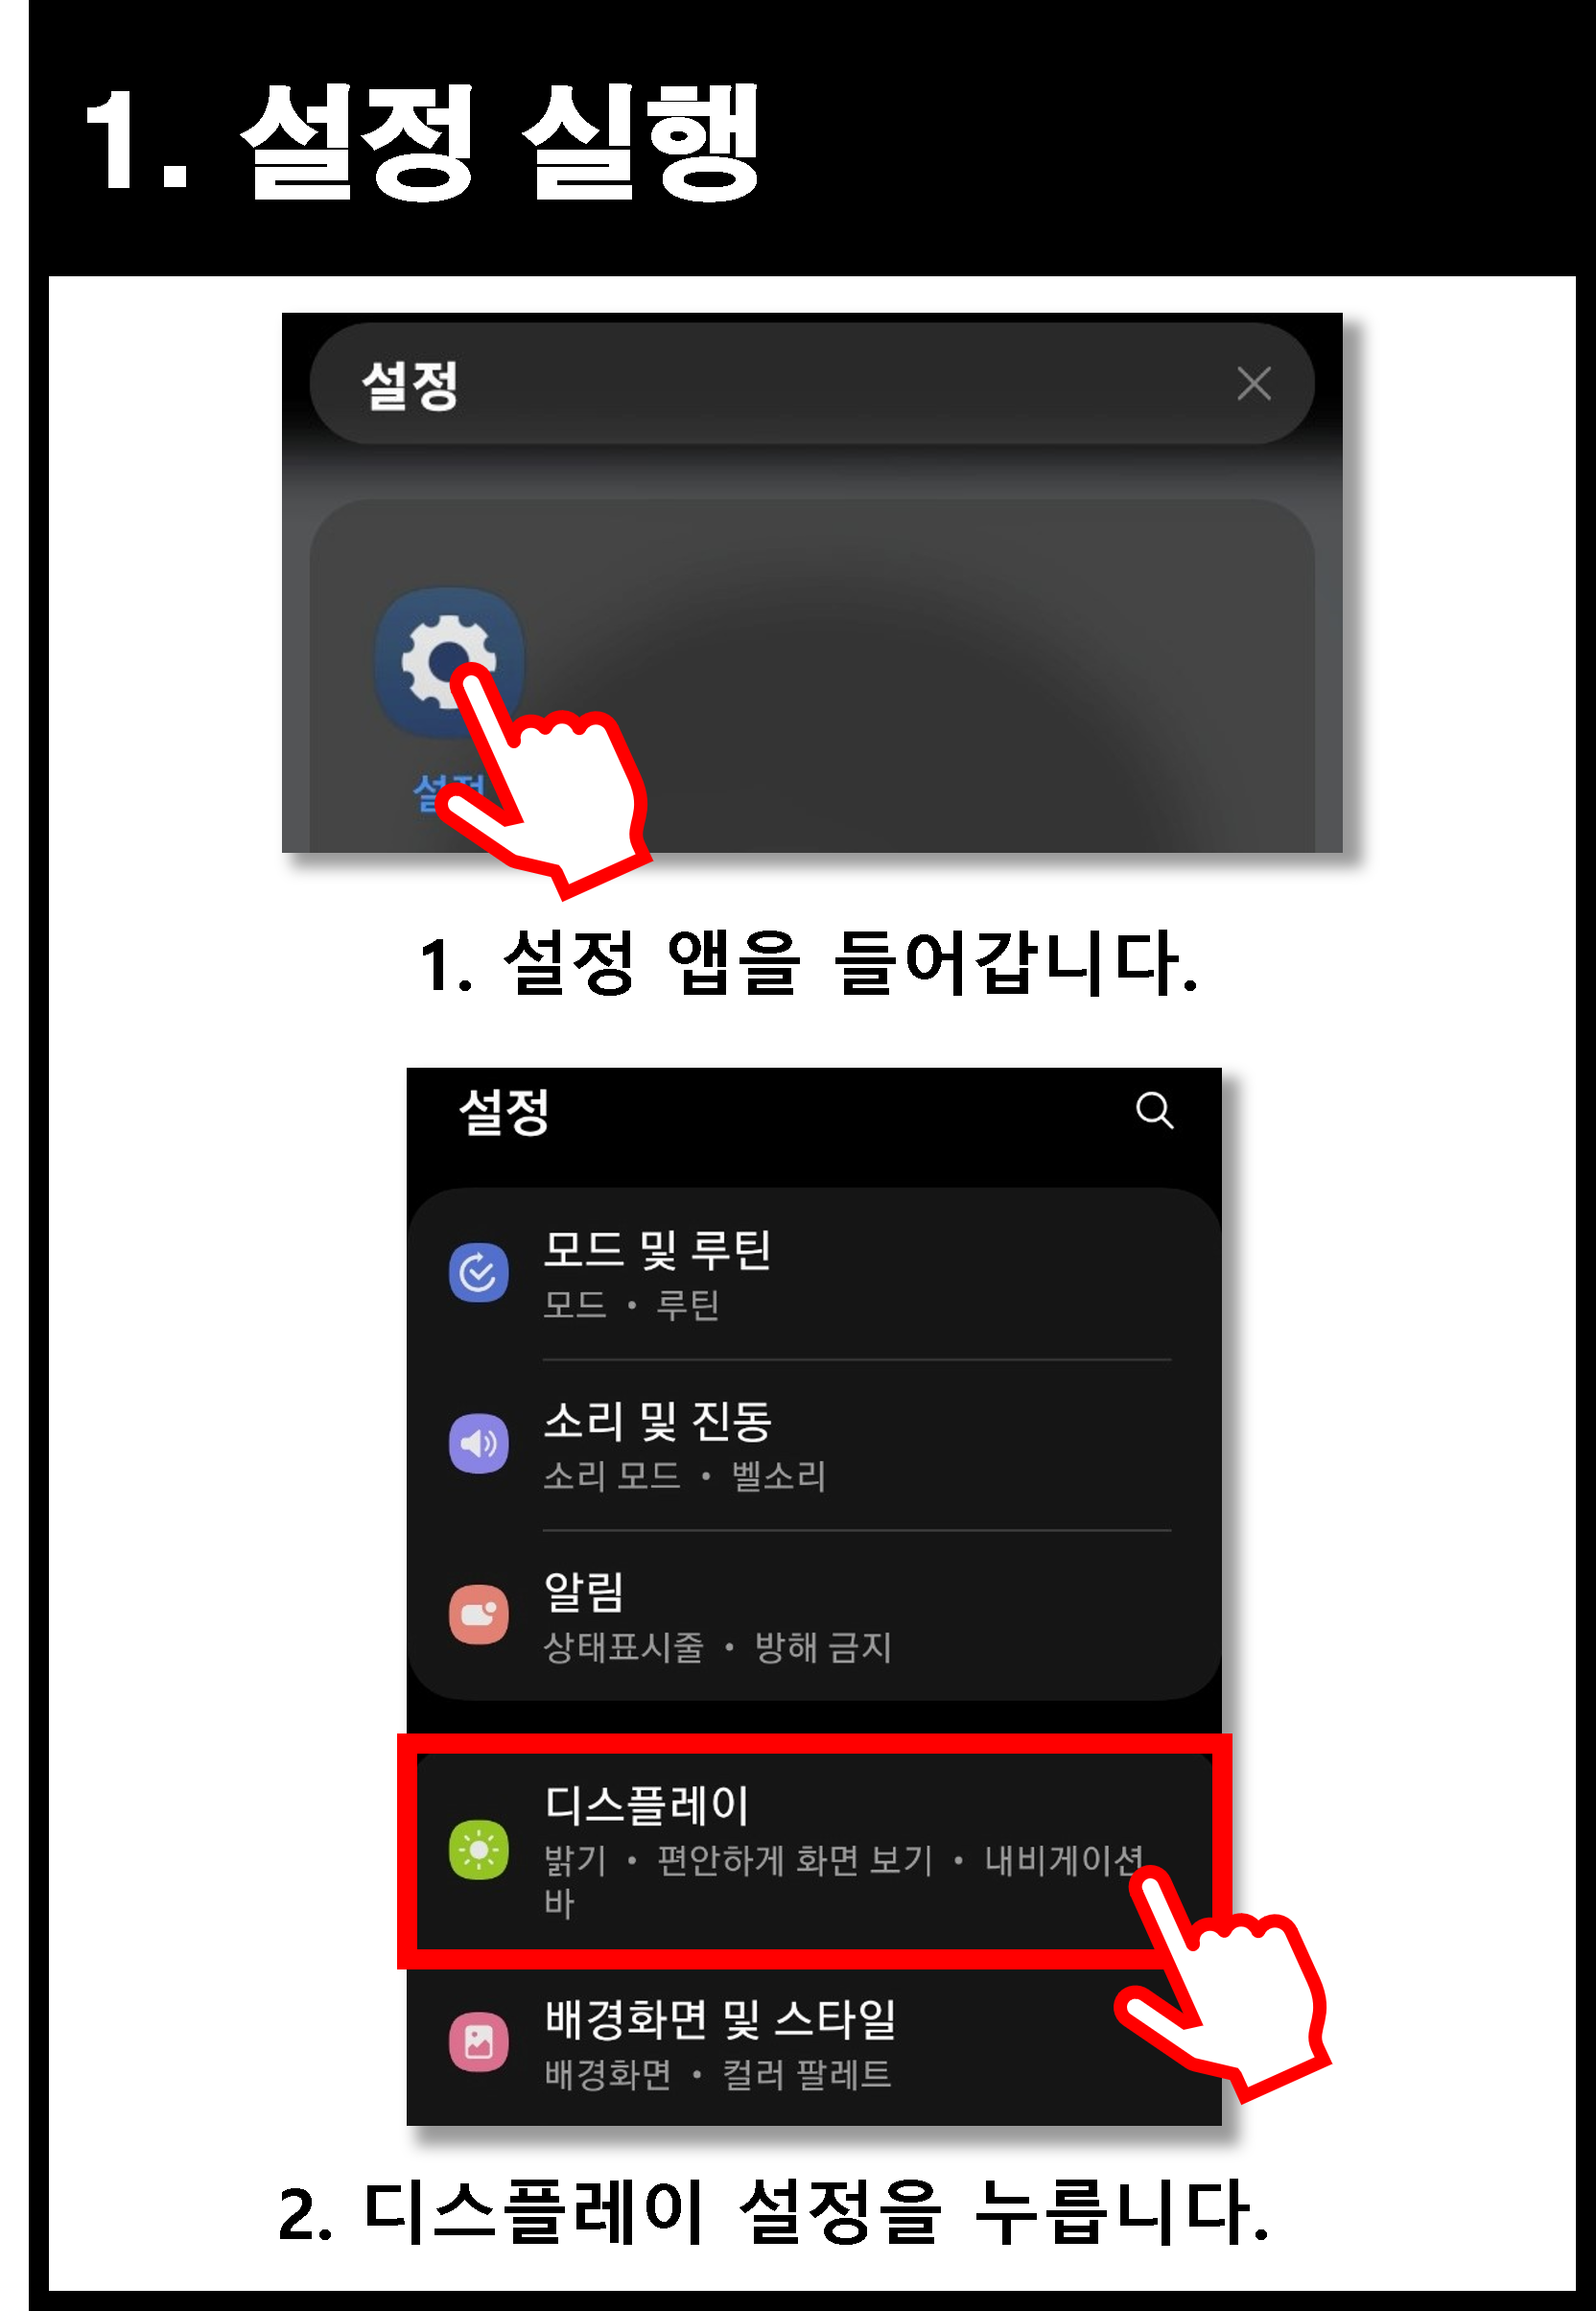 1. 설정 실행
설정
설정
1. 설정 앱을 들어갑니다.
설정
모드 및 루틴
모드 • 루틴
소리 및 진동
소리 모드 • 벨소리
알림
상태표시줄 • 방해 금지
디스플레이
밝기 • 편안하게 화면 보기 • 내비게이션
바
배경화면 및 스타일
배경화면 • 컬러 팔레트
2. 디스플레이 설정을 누릅니다.